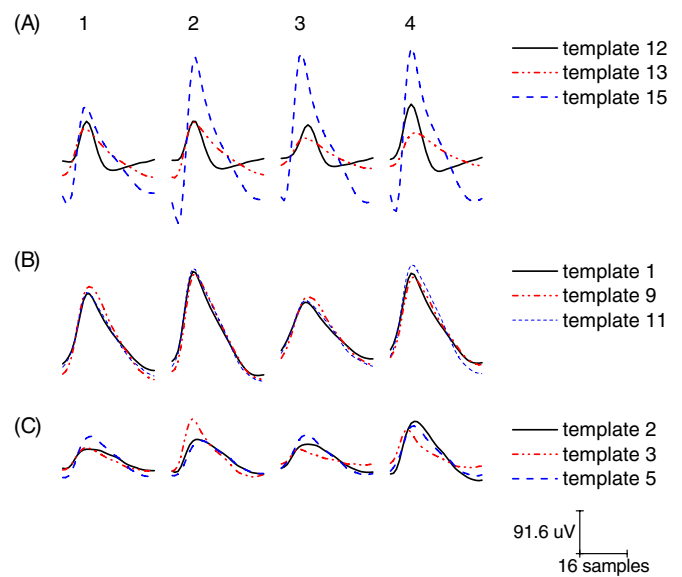 (A) 1 2 3 4
template 12
template 13
template 15
(B)
template 1
template 9
template 11
(C)
template 2
template 3
template 5
91.6 uV
16 samples